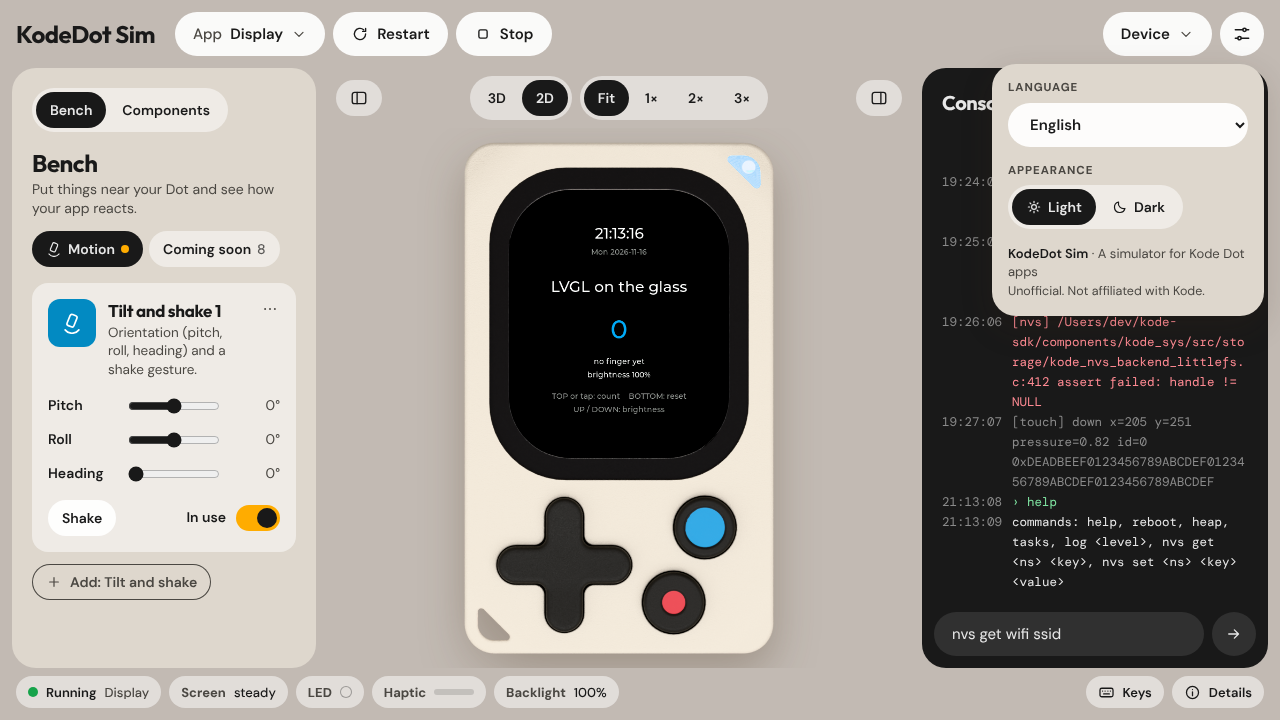 KodeDot Sim
App Display
Restart
Stop
Device
Bench
Components
Bench
Put things near your Dot and see how
your app reacts.
Motion
Coming soon 8
Tilt and shake 1
Orientation (pitch,
roll, heading) and a
shake gesture.
Pitch 0°
Roll 0°
Heading 0°
Shake
In use
Add: Tilt and shake
3D 2D
Fit 1× 2× 3×
21:13:16
Mon 2026-11-16
LVGL on the glass
0
no finger yet
brightness 100%
TOP or tap: count BOTTOM: reset
UP / DOWN: brightness
LANGUAGE
English
APPEARANCE
Light
Dark
KodeDot Sim · A simulator for Kode Dot
apps
Unofficial. Not affiliated with Kode.
19:24:0
19:25:0
19:26:06 [nvs] /Users/dev/kode-
sdk/components/kode_sys/src/sto
rage/kode_nvs_backend_littlefs.
c:412 assert failed: handle !=
NULL
19:27:07 [touch] down x=205 y=251
pressure=0.82 id=0
0xDEADBEEF0123456789ABCDEF01234
56789ABCDEF0123456789ABCDEF
21:13:08 › help
21:13:09 commands: help, reboot, heap,
tasks, log <level>, nvs get
<ns> <key>, nvs set <ns> <key>
<value>
nvs get wifi ssid
Running Display
Screen steady
LED
Haptic
Backlight 100%
Keys
Details